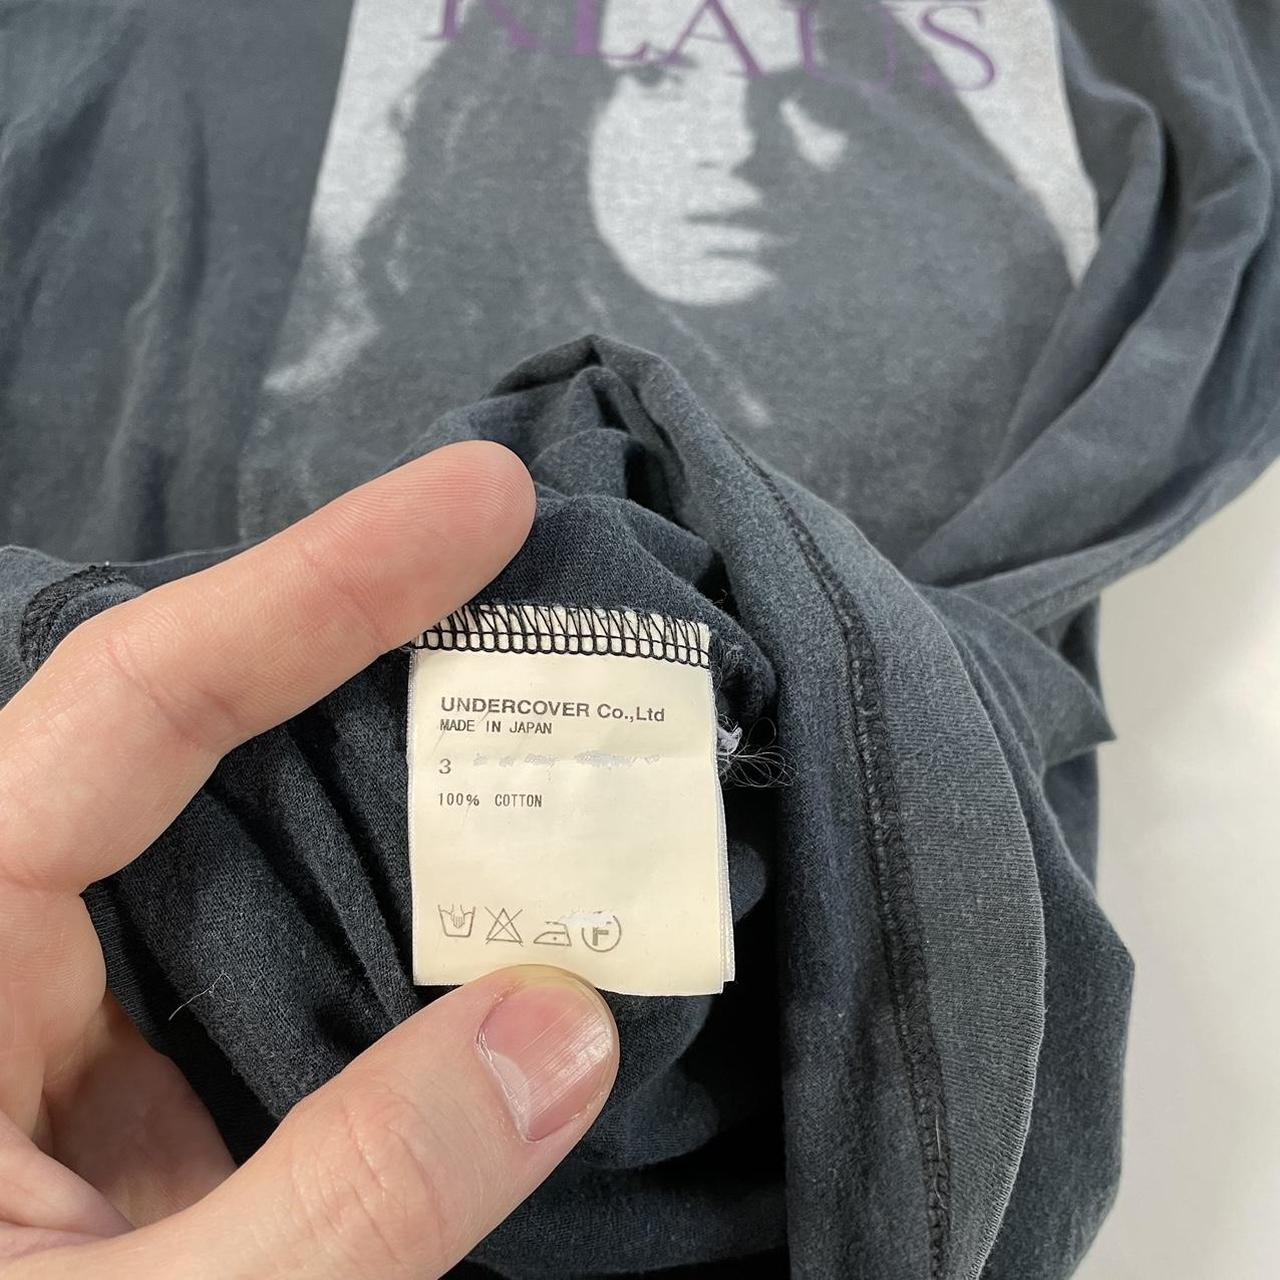 KLAUS
UNDERCOVER Co.,Ltd
MADE IN JAPAN
3
100% COTTON
F